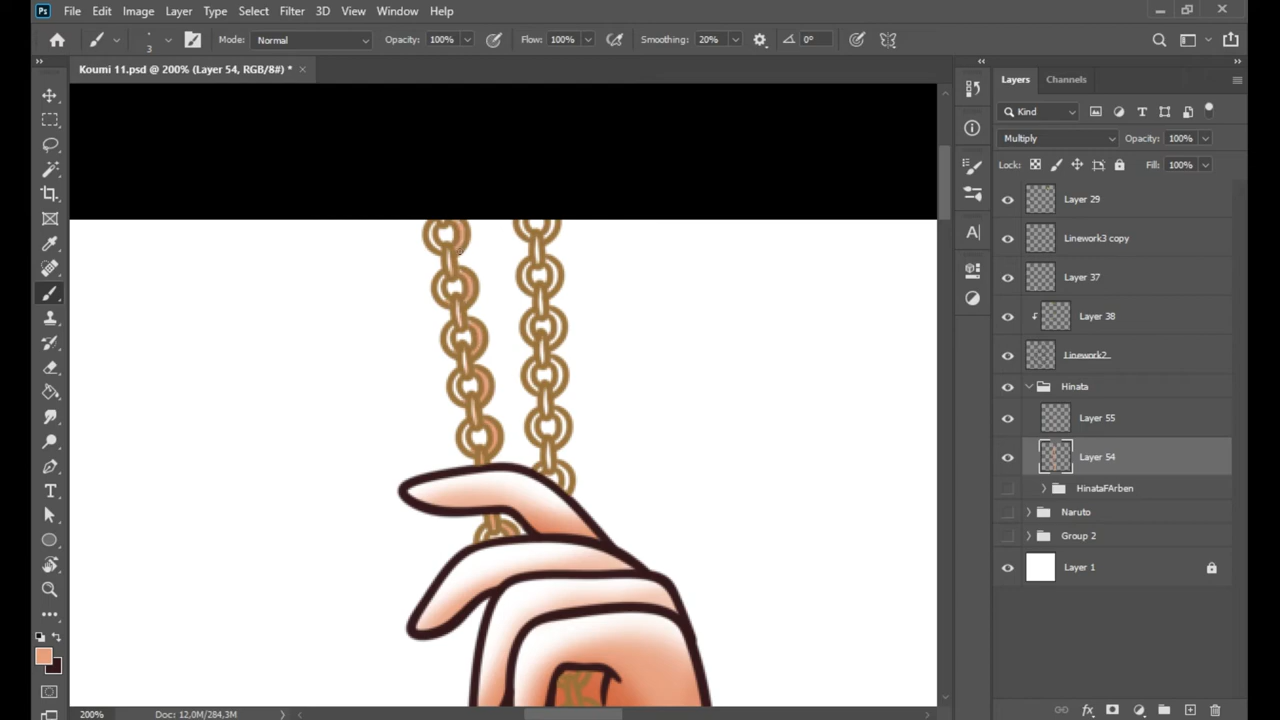 Ps File Edit Image Layer Type Select Filter 3D View Window Help
3 Mode: Normal Opacity: 100% Flow: 100% Smoothing: 20% 0°
Koumi 11.psd @ 200% (Layer 54, RGB/8#) *
Layers Channels
Kind
Multiply Opacity: 100%
Lock: Fill: 100%
Layer 29
Linework3 copy
Layer 37
Layer 38
Linework2
Hinata
Layer 55
Layer 54
HinataFArben
Naruto
Group 2
Layer 1
200% Doc: 12,0M/284,3M